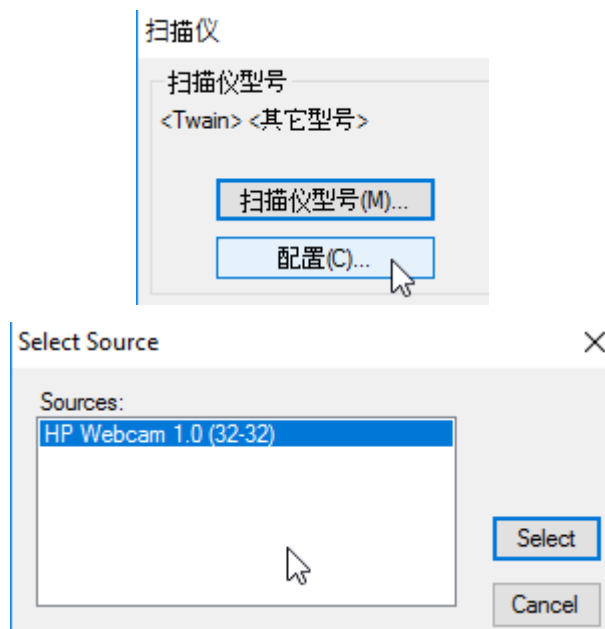 扫描仪
扫描仪型号
<Twain> <其它型号>
扫描仪型号(M)...
配置(C)...
Select Source
Sources:
HP Webcam 1.0 (32-32)
Select
Cancel